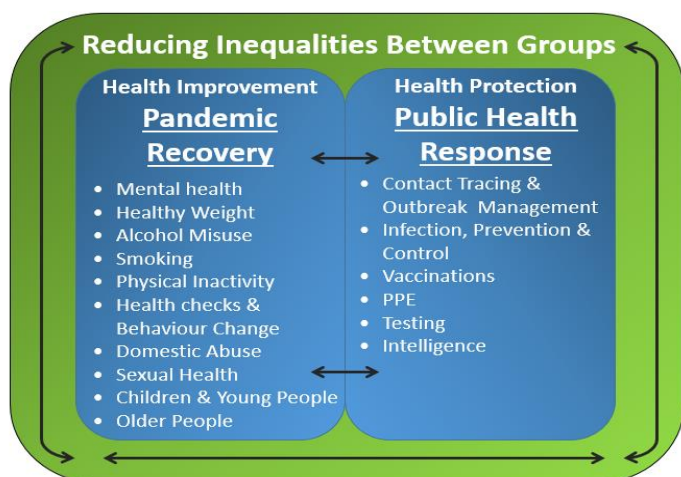 Reducing Inequalities Between Groups
Health Improvement
Pandemic
Recovery
• Mental health
• Healthy Weight
• Alcohol Misuse
• Smoking
• Physical Inactivity
• Health checks &
Behaviour Change
• Domestic Abuse
• Sexual Health
• Children & Young People
• Older People
Health Protection
Public Health
Response
• Contact Tracing &
Outbreak Management
• Infection, Prevention &
Control
• Vaccinations
• PPE
• Testing
• Intelligence